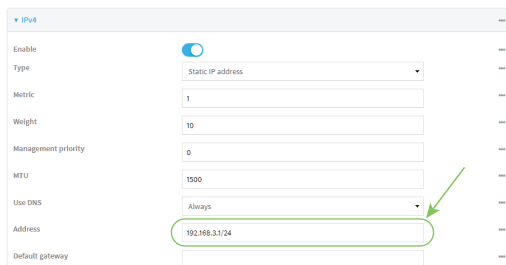 IPv4
Enable
Type Static IP address
Metric 1
Weight 10
Management priority 0
MTU 1500
Use DNS Always
Address 192.168.3.1/24
Default gateway